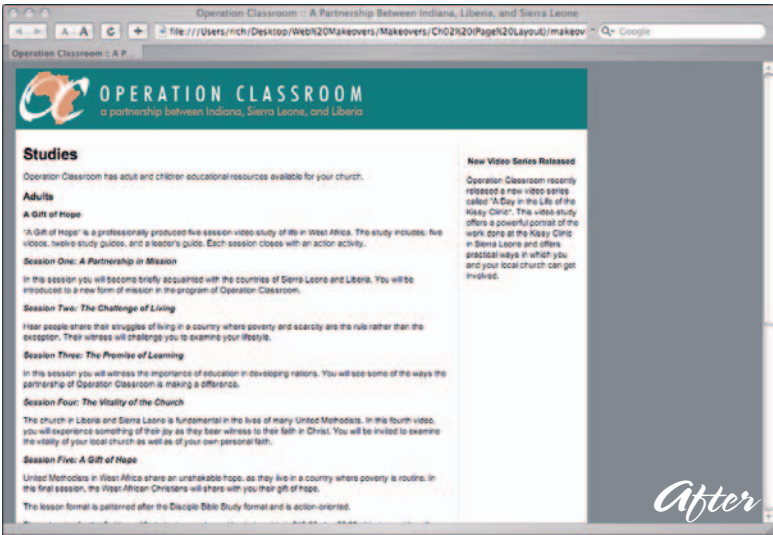 Operation Classroom :: A Partnership Between Indiana, Liberia, and Sierra Leone
A A C + file:///Users/rich/Desktop/Web%20Makeovers/Makeovers/Ch02%20(Page%20Layout)/makeov Q Google
Operation Classroom :: A P...
OC OPERATION CLASSROOM
a partnership between Indiana, Sierra Leone, and Liberia
Studies
Operation Classroom has adult and children educational resources available for your church.
Adults
A Gift of Hope
"A Gift of Hope" is a professionally produced five session video study of life in West Africa. The study includes: five
videos, twelve study guides, and a leader's guide. Each session closes with an action activity.
Session One: A Partnership in Mission
In this session you will become briefly acquainted with the countries of Sierra Leone and Liberia. You will be
introduced to a new form of mission in the program of Operation Classroom.
Session Two: The Challenge of Living
Hear people share their struggles of living in a country where poverty and scarcity are the rule rather than the
exception. Their witness will challenge you to examine your lifestyle.
Session Three: The Promise of Learning
In this session you will witness the importance of education in developing nations. You will see some of the ways the
partnership of Operation Classroom is making a difference.
Session Four: The Vitality of the Church
The church in Liberia and Sierra Leone is fundamental in the lives of many United Methodists. In this fourth video,
you will experience something of their joy as they bear witness to their faith in Christ. You will be invited to examine
the vitality of your local church as well as of your own personal faith.
Session Five: A Gift of Hope
United Methodists in West Africa share an unshakable hope, as they live in a country where poverty is routine. In
this final session, the West African Christians will share with you their gift of hope.
The lesson format is patterned after the Disciple Bible Study format and is action-oriented.
New Video Series Released
Operation Classroom recently
released a new video series
called "A Day in the Life of the
Kissy Clinic". This video study
offers a powerful portrait of the
work done at the Kissy Clinic
in Sierra Leone and offers
practical ways in which you
and your local church can get
involved.
After